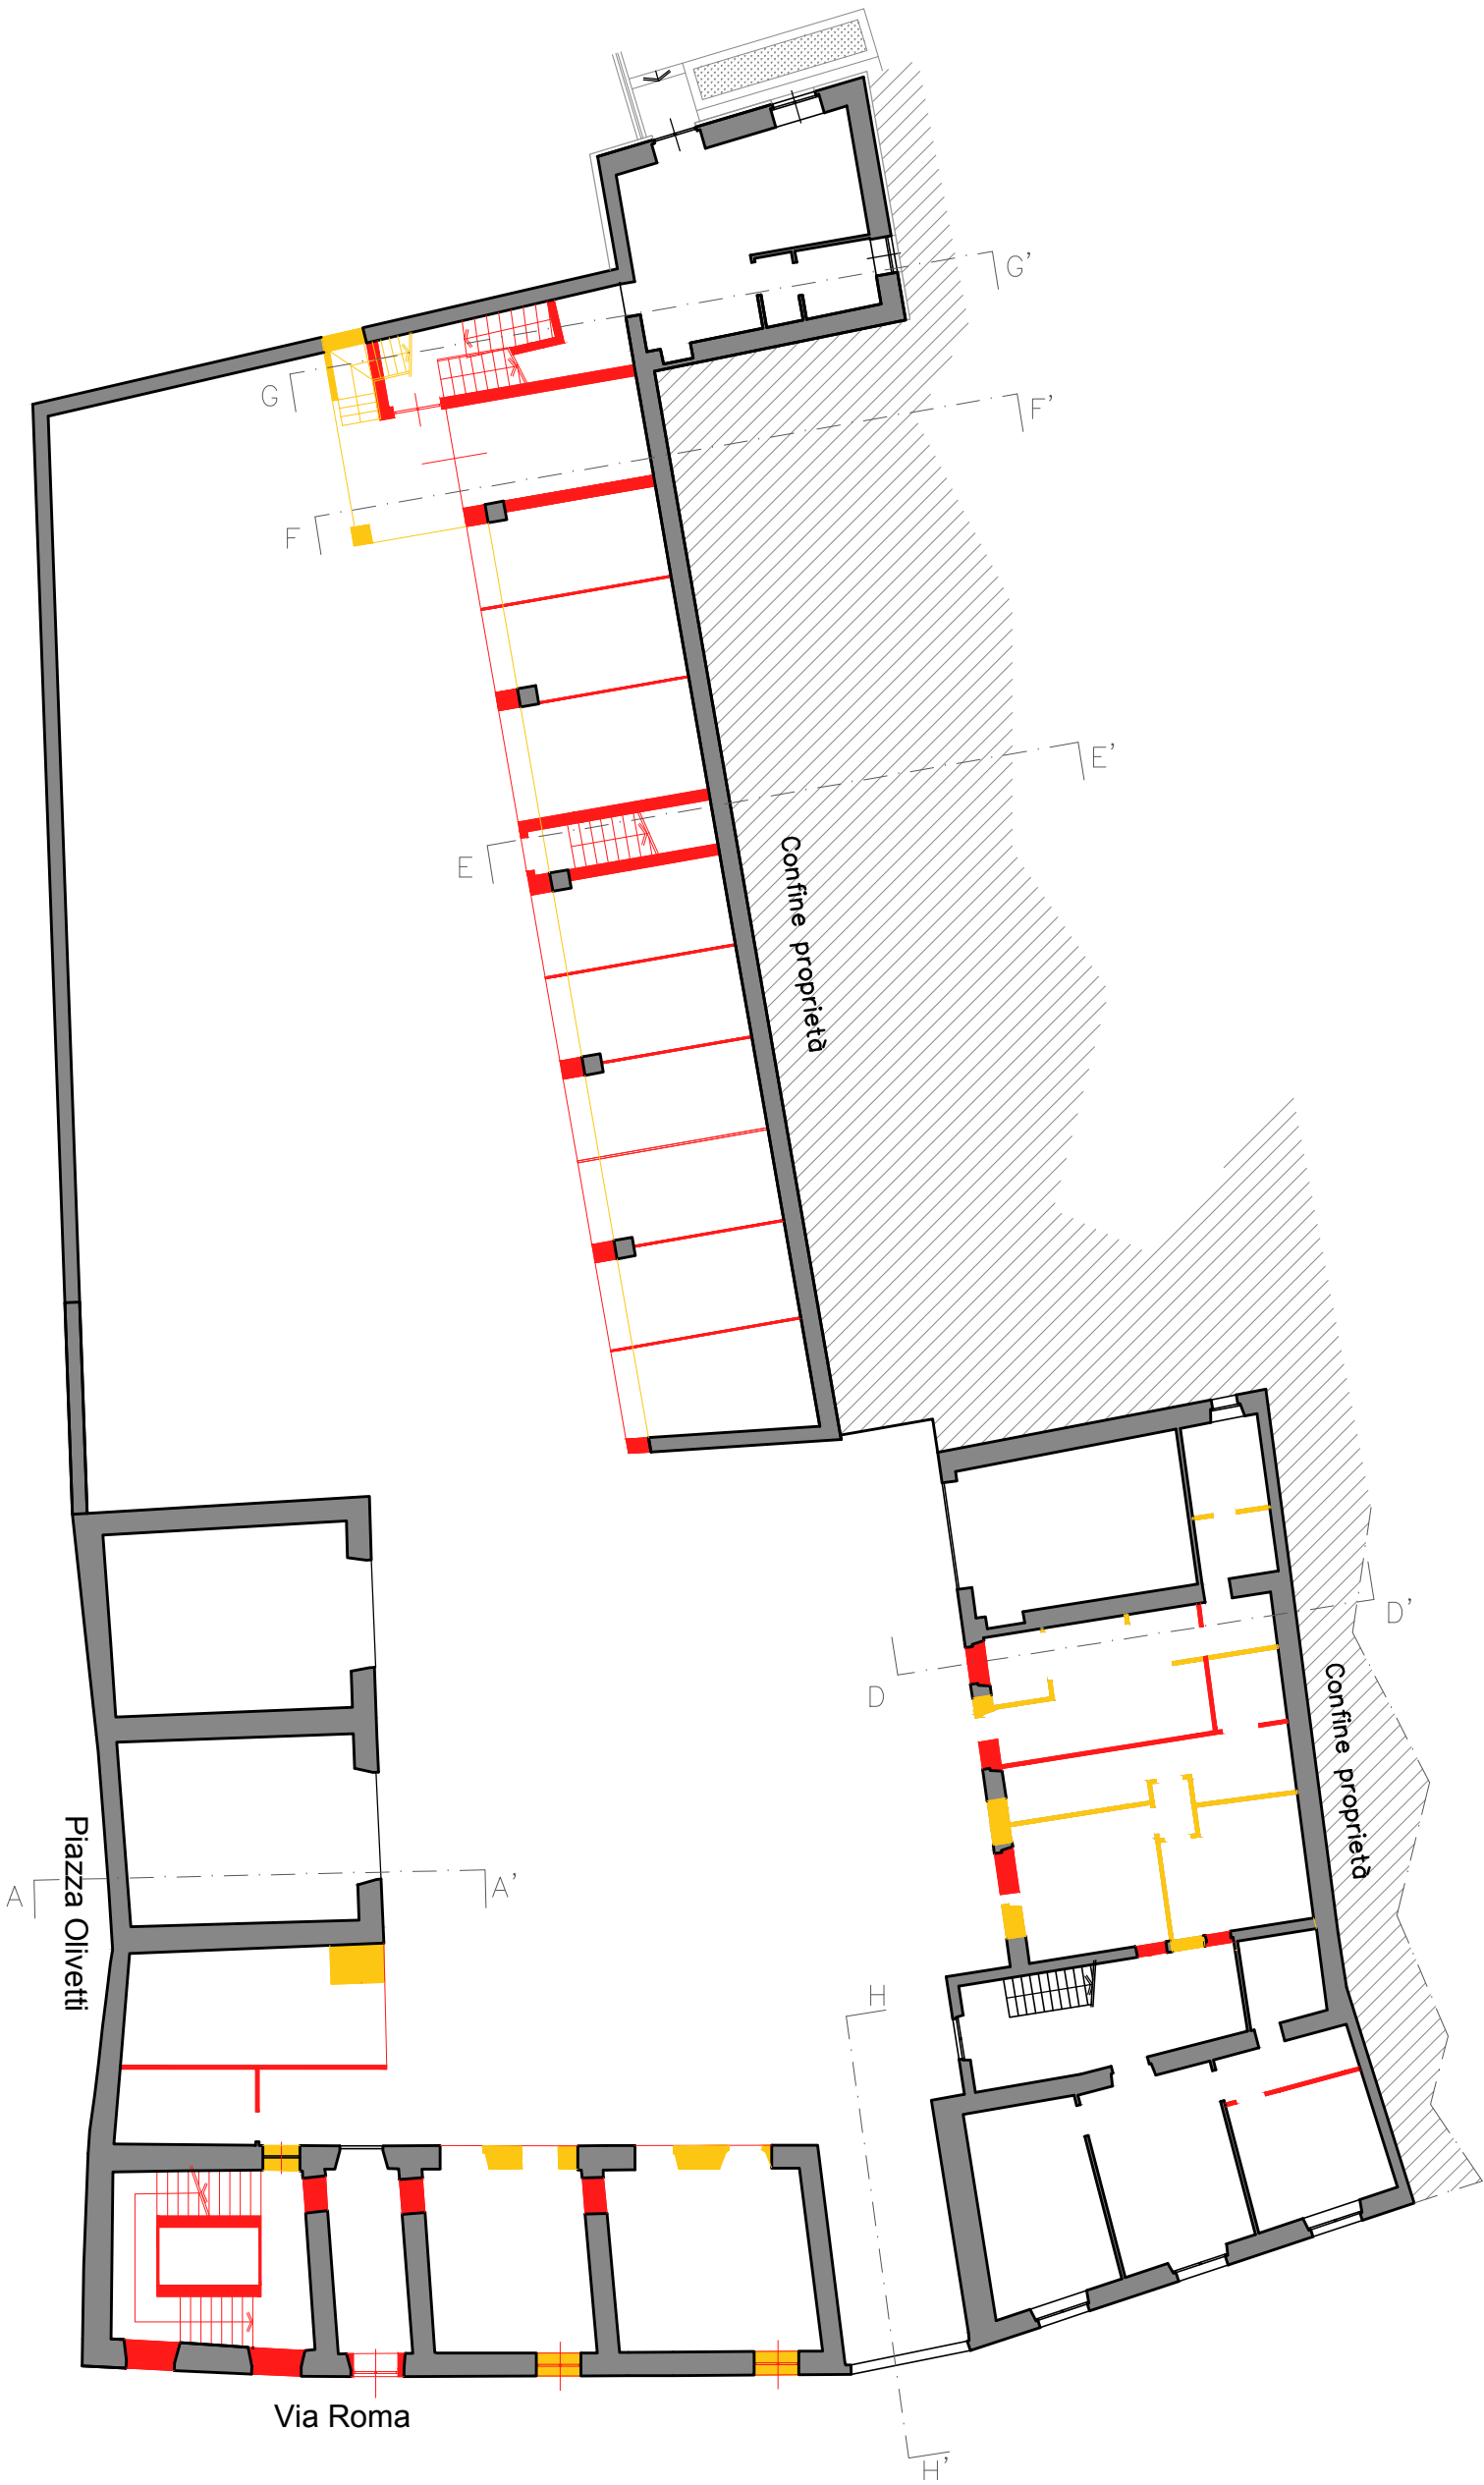 G'
G
F'
F
E'
E
Confine proprietà
D'
D
Confine proprietà
Piazza Olivetti
A
A'
H
Via Roma
H'